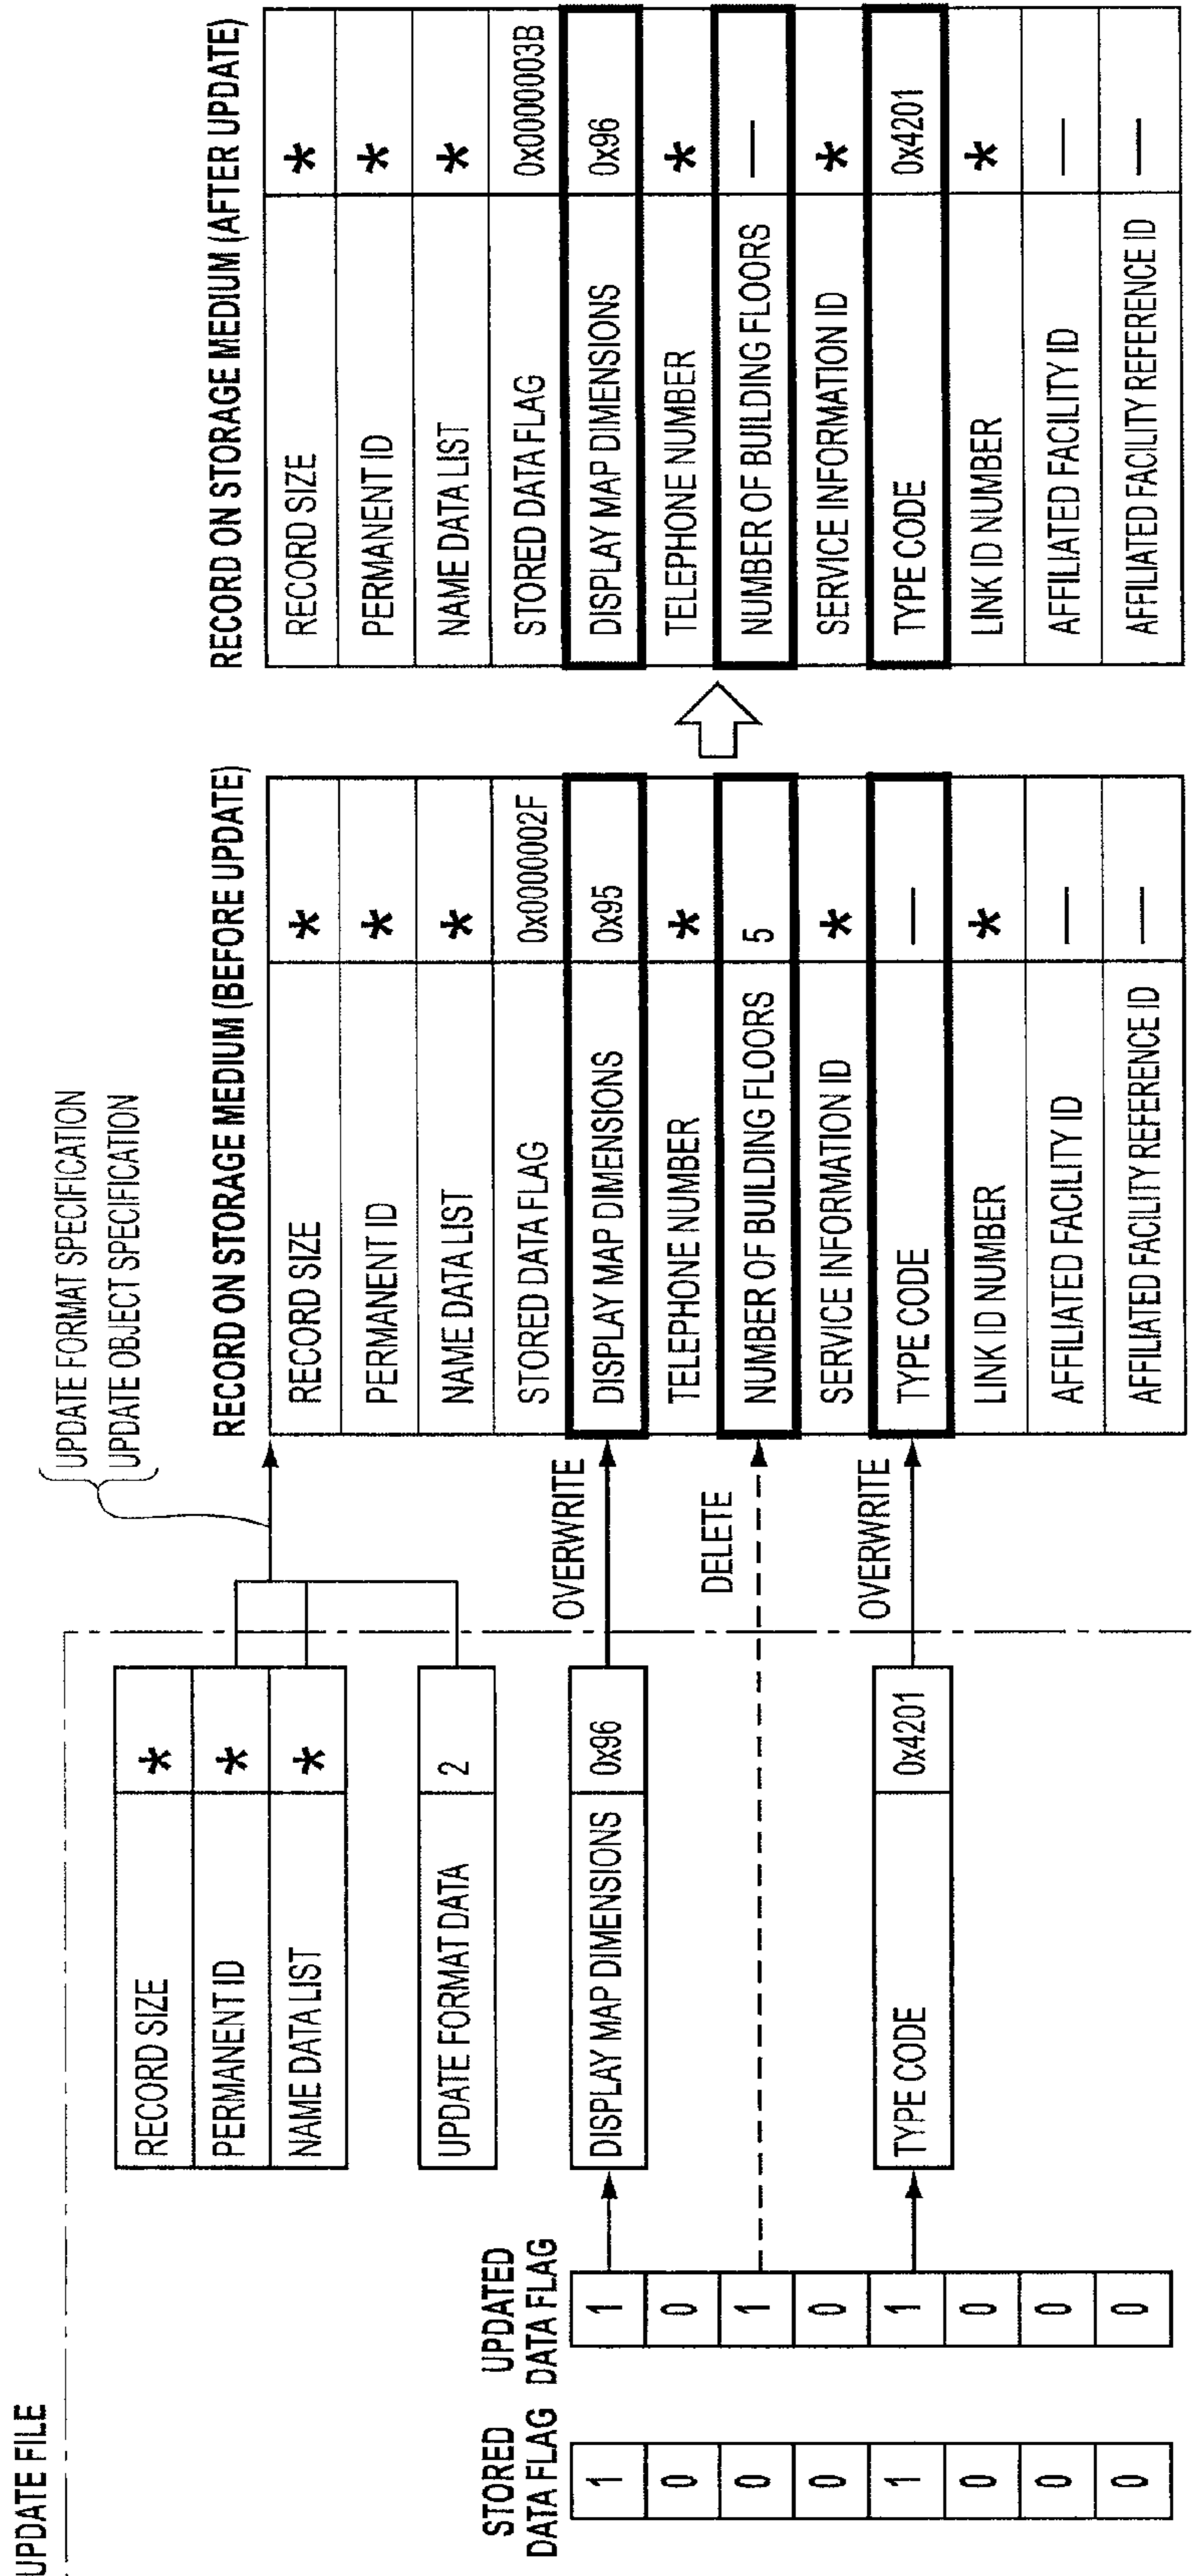 UPDATE FILE
STORED
DATA FLAG
1
0
0
0
1
0
0
0
UPDATED
DATA FLAG
1
0
1
0
1
0
0
0
RECORD SIZE *
PERMANENT ID *
NAME DATA LIST *
UPDATE FORMAT DATA 2
DISPLAY MAP DIMENSIONS 0x96
TYPE CODE 0x4201
OVERWRITE
DELETE
OVERWRITE
UPDATE FORMAT SPECIFICATION
UPDATE OBJECT SPECIFICATION
RECORD ON STORAGE MEDIUM (BEFORE UPDATE)
RECORD SIZE *
PERMANENT ID *
NAME DATA LIST *
STORED DATA FLAG 0x0000002F
DISPLAY MAP DIMENSIONS 0x95
TELEPHONE NUMBER *
NUMBER OF BUILDING FLOORS 5
SERVICE INFORMATION ID *
TYPE CODE —
LINK ID NUMBER *
AFFILIATED FACILITY ID —
AFFILIATED FACILITY REFERENCE ID —
RECORD ON STORAGE MEDIUM (AFTER UPDATE)
RECORD SIZE *
PERMANENT ID *
NAME DATA LIST *
STORED DATA FLAG 0x0000003B
DISPLAY MAP DIMENSIONS 0x96
TELEPHONE NUMBER *
NUMBER OF BUILDING FLOORS —
SERVICE INFORMATION ID *
TYPE CODE 0x4201
LINK ID NUMBER *
AFFILIATED FACILITY ID —
AFFILIATED FACILITY REFERENCE ID —